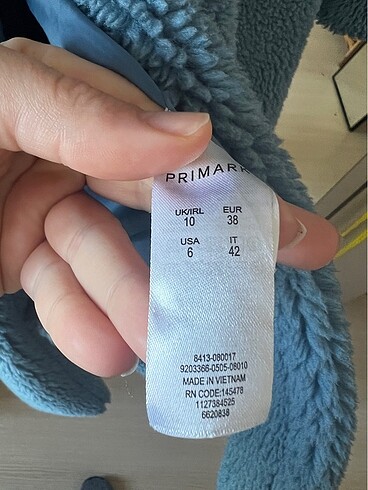 PRIMARK
UK/IRL EUR
10 38
USA IT
6 42
8413-080017
9203366-0505-08010
MADE IN VIETNAM
RN CODE:145478
1127384525
6620838